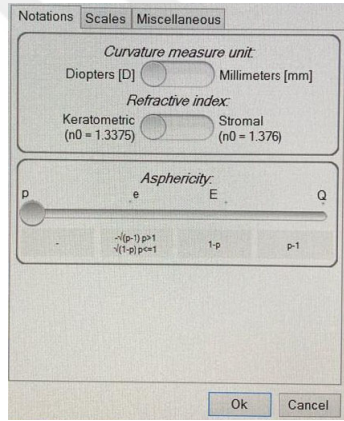 Notations Scales Miscellaneous
Curvature measure unit:
Diopters [D] Millimeters [mm]
Refractive index:
Keratometric Stromal
(n0 = 1.3375) (n0 = 1.376)
Asphericity:
p e E Q
-
-√(p-1) p>1
√(1-p) p<=1
1-p
p-1
Ok Cancel